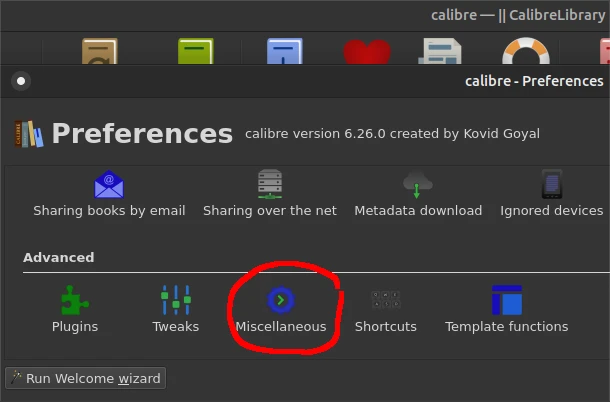 calibre — || CalibreLibrary
calibre - Preferences
Preferences calibre version 6.26.0 created by Kovid Goyal
Sharing books by email Sharing over the net Metadata download Ignored devices
Advanced
Plugins Tweaks Miscellaneous Shortcuts Template functions
Run Welcome wizard